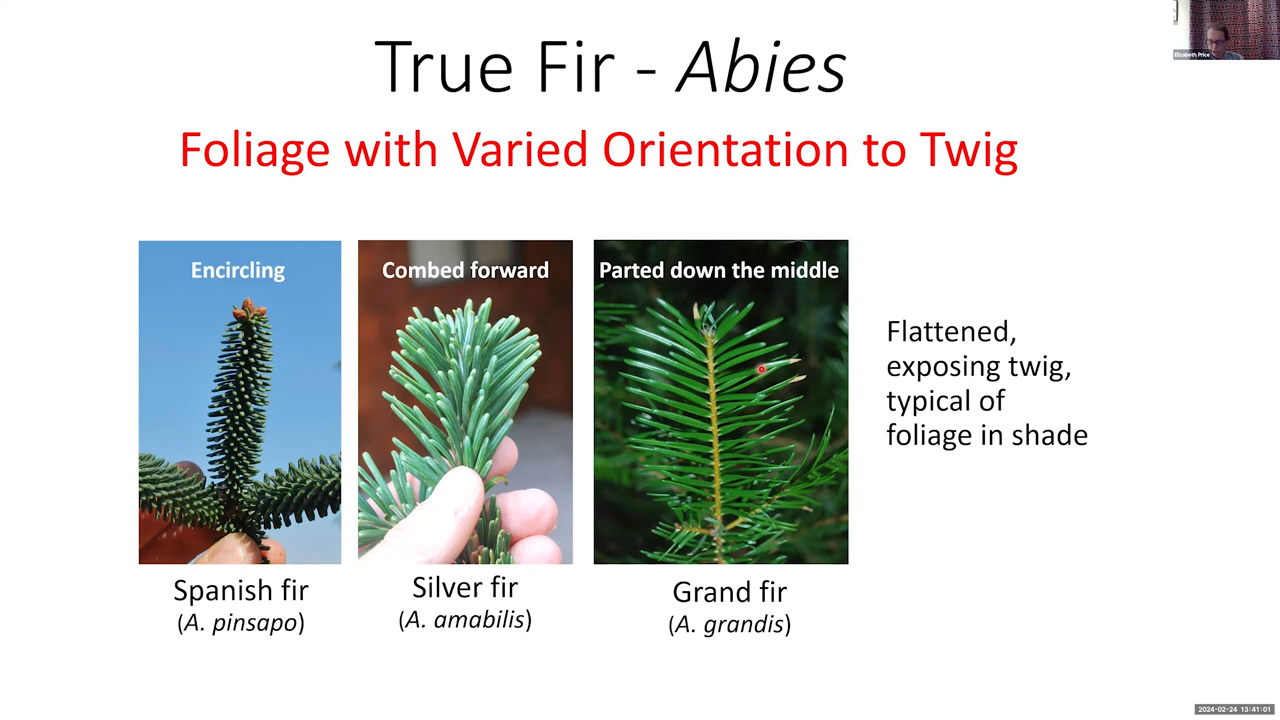 True Fir - Abies
Foliage with Varied Orientation to Twig
Encircling
Combed forward
Parted down the middle
Flattened,
exposing twig,
typical of
foliage in shade
Spanish fir
(A. pinsapo)
Silver fir
(A. amabilis)
Grand fir
(A. grandis)
Elizabeth Price
2024-02-24 13:41:01